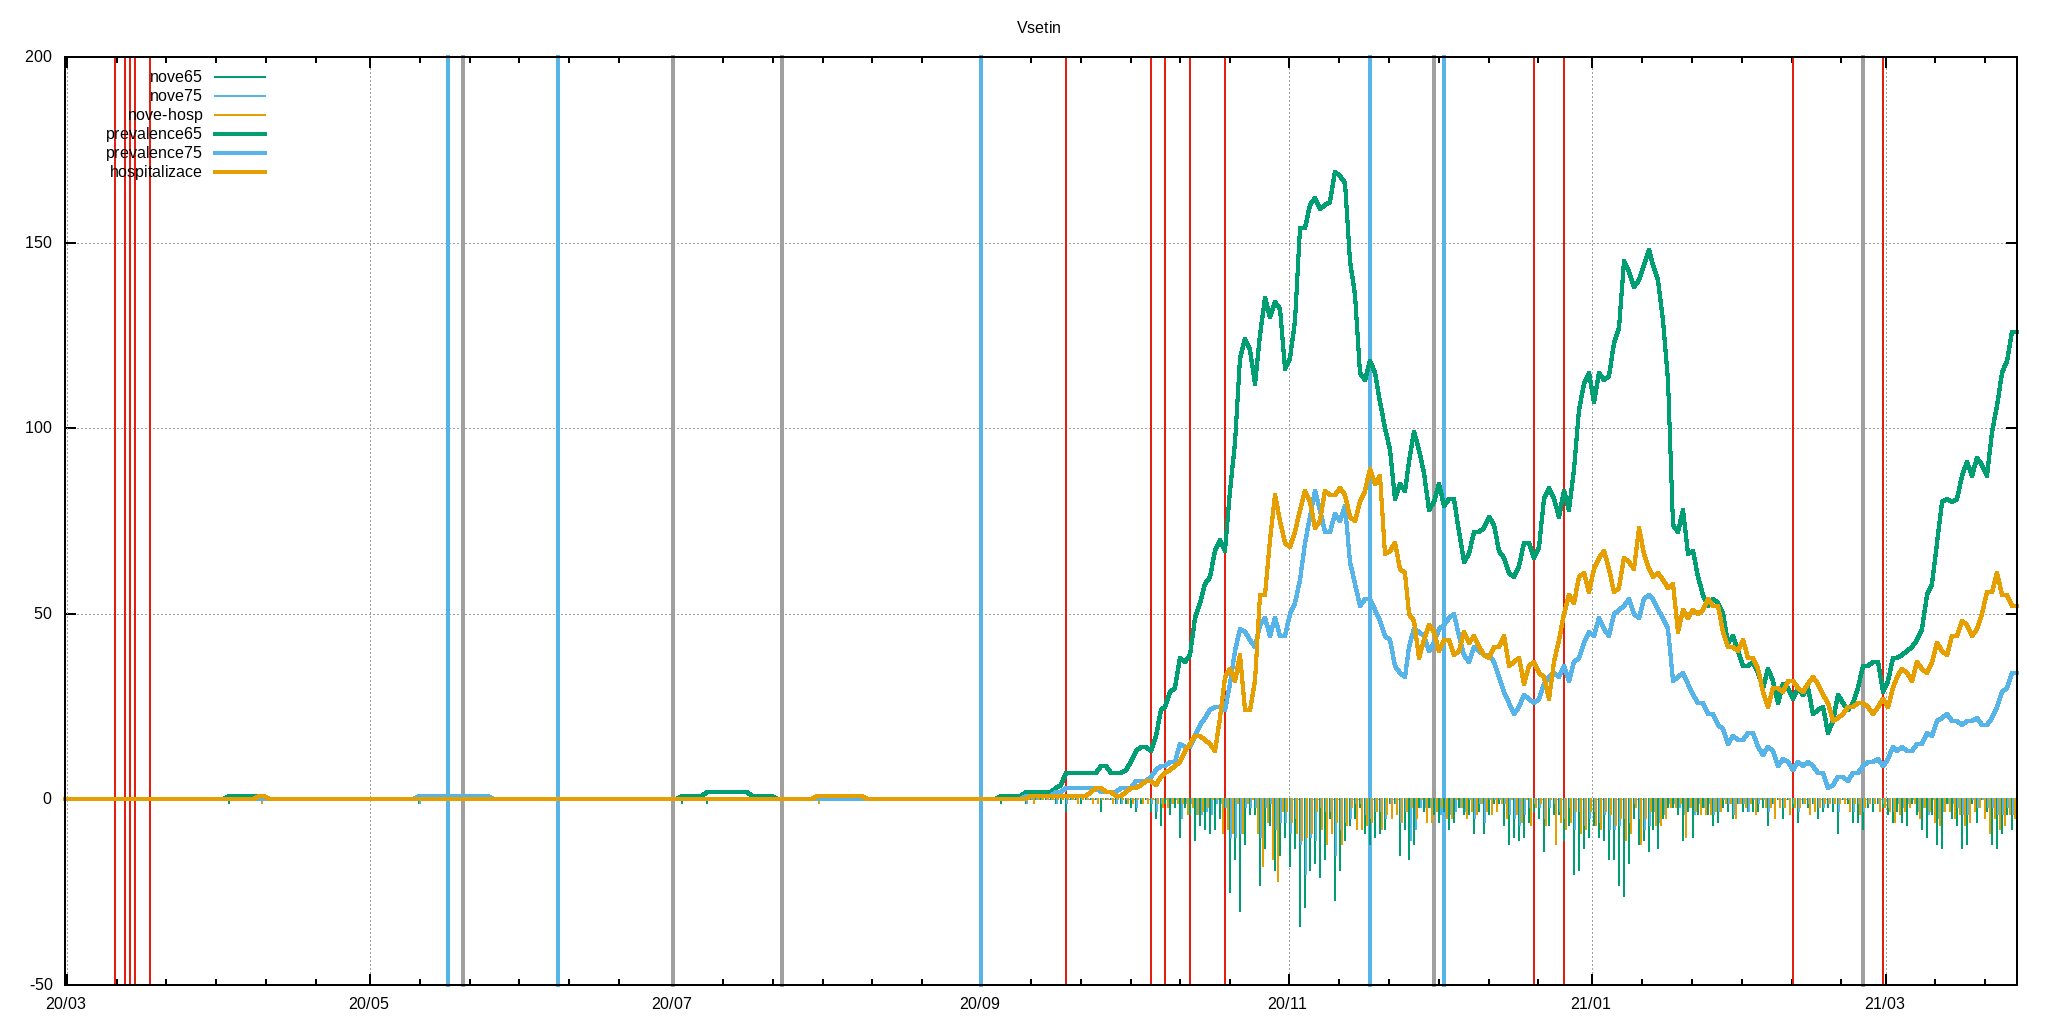 Vsetin
200
nove65
nove75
nove-hosp
prevalence65
prevalence75
hospitalizace
150
100
50
0
-50
20/03 20/05 20/07 20/09 20/11 21/01 21/03